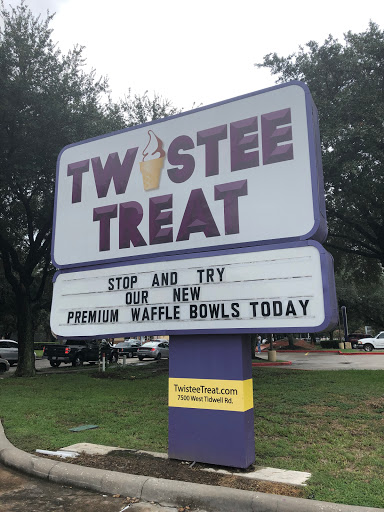 TWISTEE
TREAT
STOP AND TRY
OUR NEW
PREMIUM WAFFLE BOWLS TODAY
TwisteeTreat.com
7500 West Tidwell Rd.